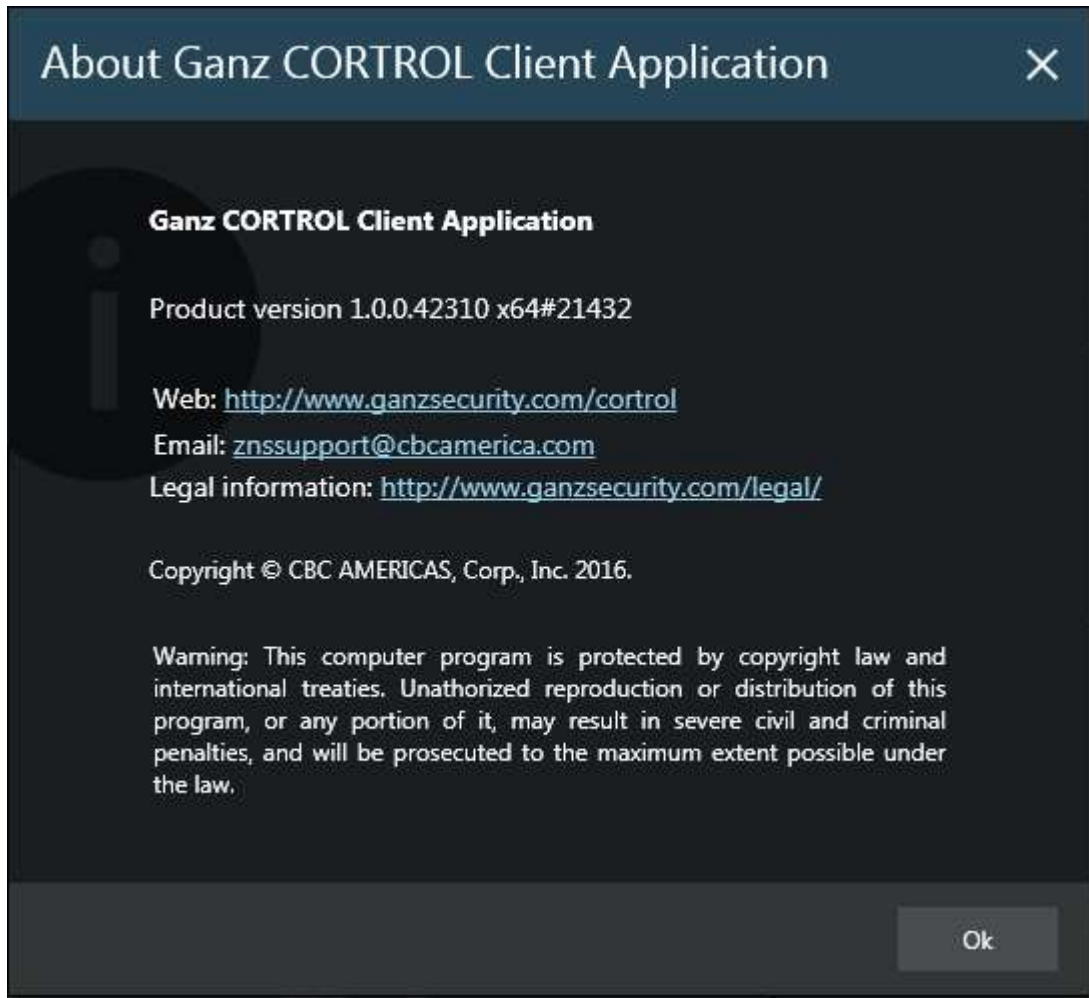 About Ganz CORTROL Client Application
Ganz CORTROL Client Application
Product version 1.0.0.42310 x64#21432
Web: http://www.ganzsecurity.com/cortrol
Email: znssupport@cbcamerica.com
Legal information: http://www.ganzsecurity.com/legal/
Copyright © CBC AMERICAS, Corp., Inc. 2016.
Warning: This computer program is protected by copyright law and
international treaties. Unathorized reproduction or distribution of this
program, or any portion of it, may result in severe civil and criminal
penalties, and will be prosecuted to the maximum extent possible under
the law.
Ok